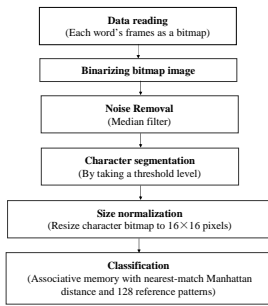 Data reading
(Each word's frames as a bitmap)
Binarizing bitmap image
Noise Removal
(Median filter)
Character segmentation
(By taking a threshold level)
Size normalization
(Resize character bitmap to 16×16 pixels)
Classification
(Associative memory with nearest-match Manhattan
distance and 128 reference patterns)